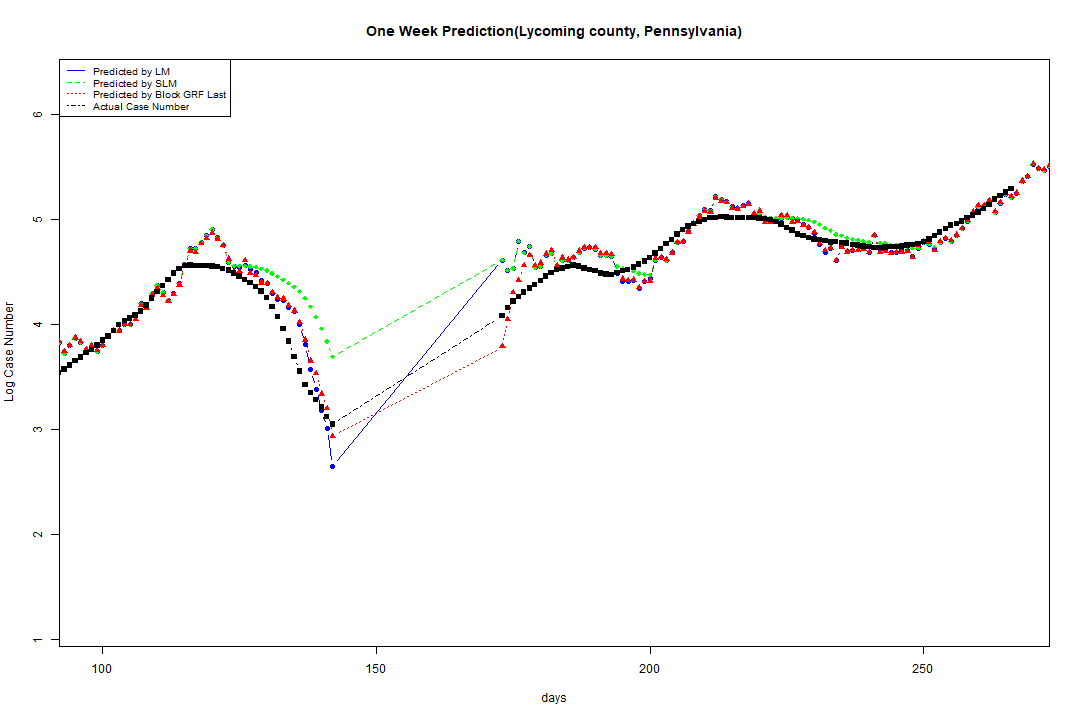 One Week Prediction(Lycoming county, Pennsylvania)
Predicted by LM
Predicted by SLM
Predicted by Block GRF Last
Actual Case Number
6
5
4
3
2
1
Log Case Number
100
150
200
250
days